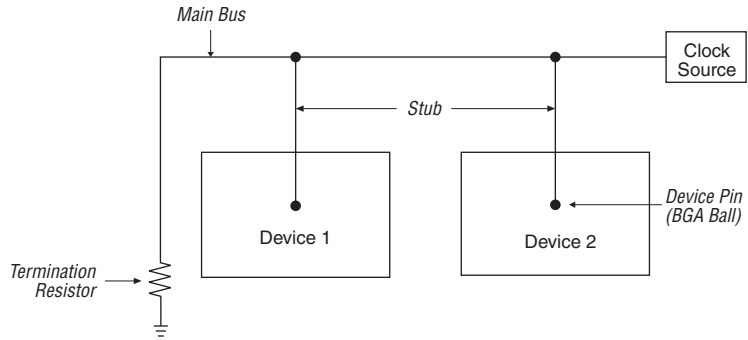 Main Bus
Clock
Source
Stub
Device Pin
(BGA Ball)
Device 1
Device 2
Termination
Resistor